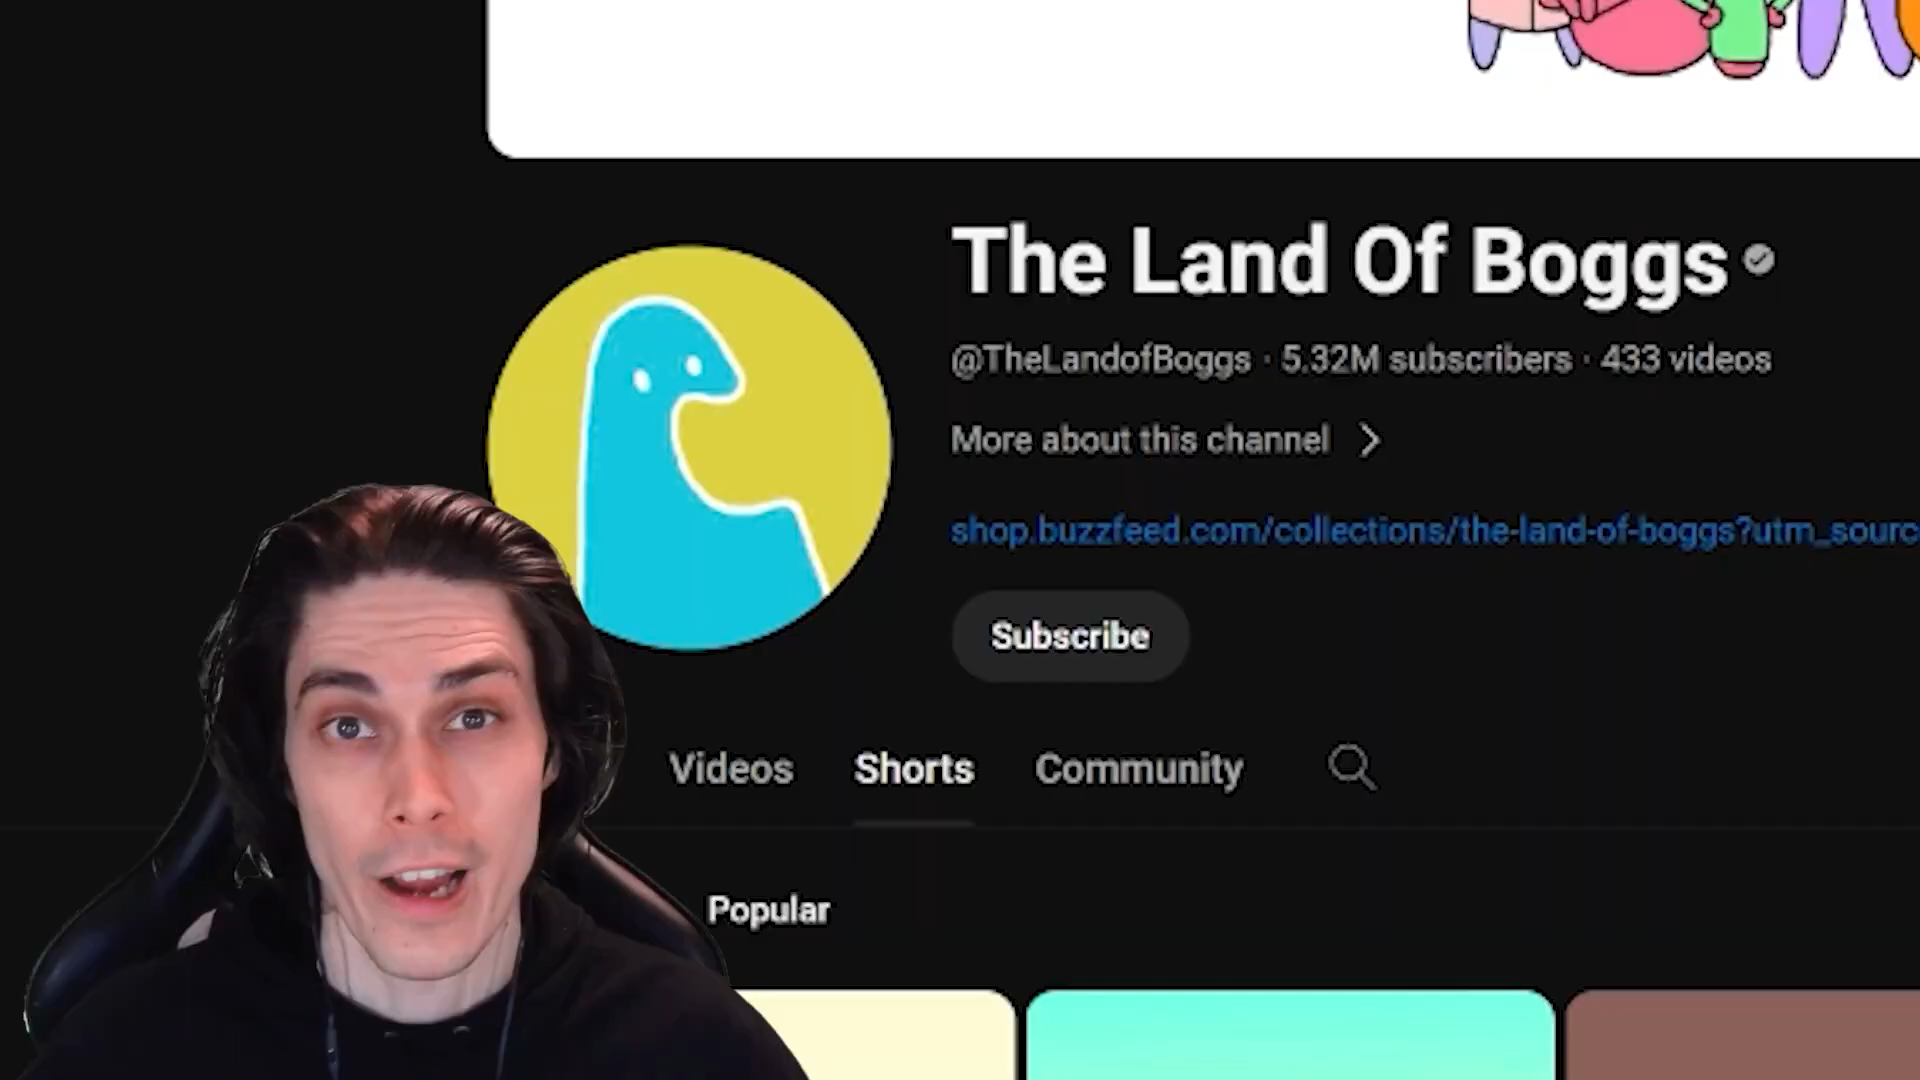 The Land Of Boggs
@TheLandofBoggs · 5.32M subscribers · 433 videos
More about this channel
shop.buzzfeed.com/collections/the-land-of-boggs?utm_sourc
Subscribe
Videos Shorts Community
Popular